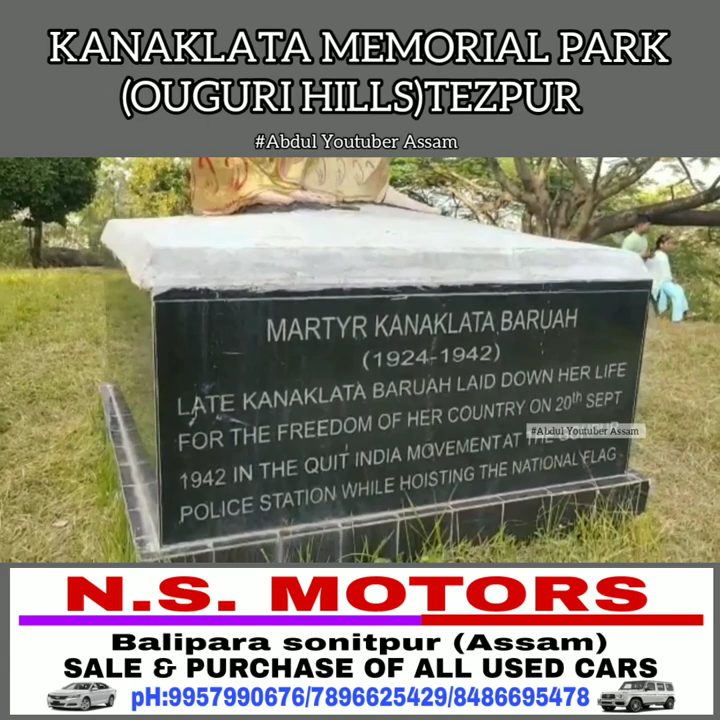 KANAKLATA MEMORIAL PARK
(OUGURI HILLS)TEZPUR
#Abdul Youtuber Assam
MARTYR KANAKLATA BARUAH
(1924-1942)
LATE KANAKLATA BARUAH LAID DOWN HER LIFE
FOR THE FREEDOM OF HER COUNTRY ON 20th SEPT
#Abdul Youtuber Assam
1942 IN THE QUIT INDIA MOVEMENT AT THE
POLICE STATION WHILE HOISTING THE NATIONAL FLAG
N.S. MOTORS
Balipara sonitpur (Assam)
SALE & PURCHASE OF ALL USED CARS
pH:9957990676/7896625429/8486695478